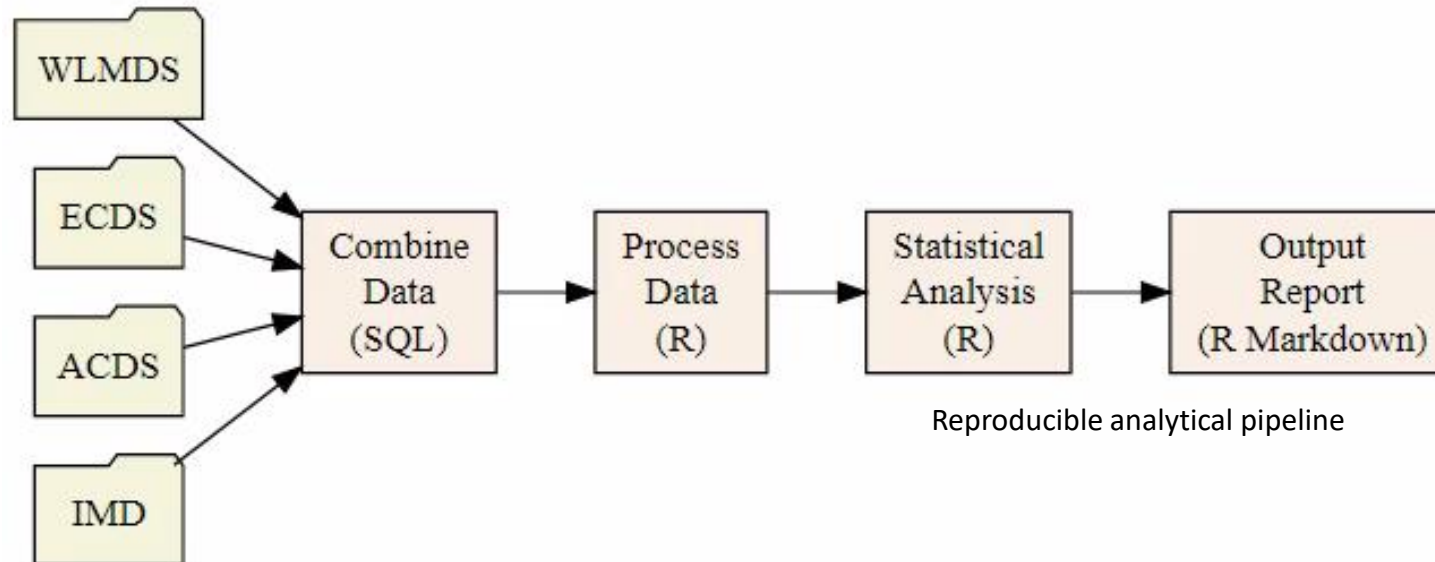 WLMDS
ECDS
ACDS
IMD
Combine
Data
(SQL)
Process
Data
(R)
Statistical
Analysis
(R)
Output
Report
(R Markdown)
Reproducible analytical pipeline